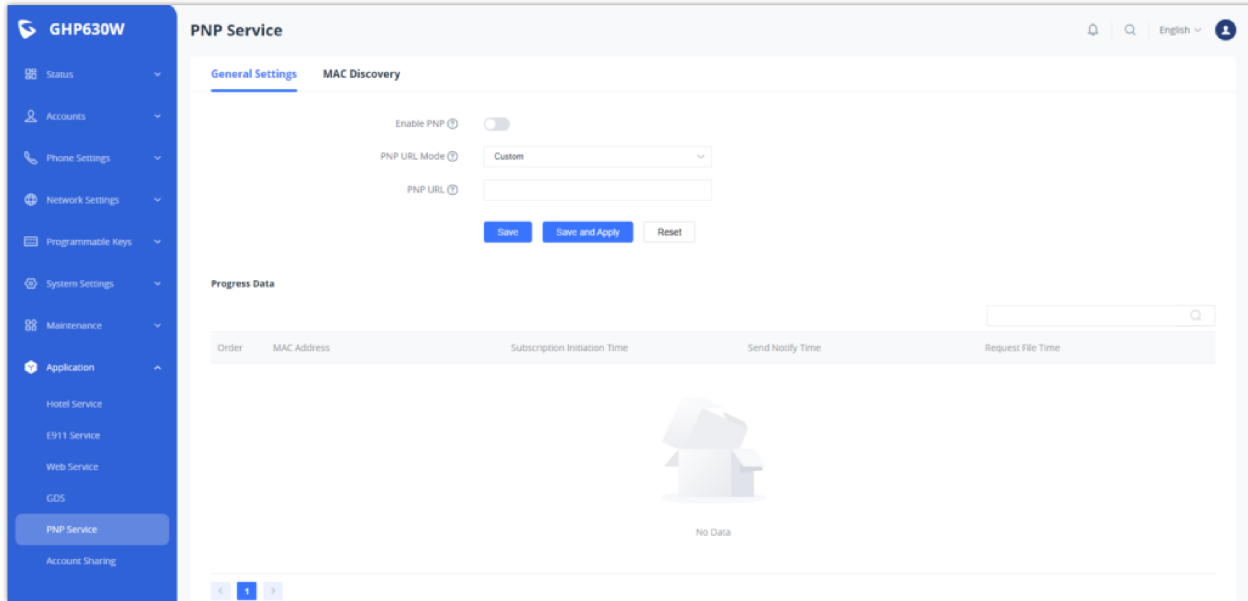 GHP630W
PNP Service
English
Status
Accounts
Phone Settings
Network Settings
Programmable Keys
System Settings
Maintenance
Application
Hotel Service
E911 Service
Web Service
GDS
PNP Service
Account Sharing
General Settings MAC Discovery
Enable PNP
PNP URL Mode Custom
PNP URL
Save Save and Apply Reset
Progress Data
Order MAC Address Subscription Initiation Time Send Notify Time Request File Time
No Data
1